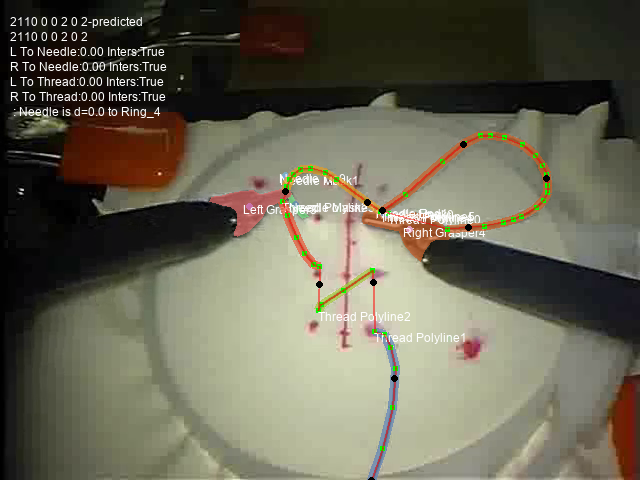 2110 0 0 2 0 2-predicted
2110 0 0 2 0 2
L To Needle:0.00 Inters:True
R To Needle:0.00 Inters:True
L To Thread:0.00 Inters:True
R To Thread:0.00 Inters:True
: Needle is d=0.0 to Ring_4
Right Grasper4
Thread Polyline2
Thread Polyline1